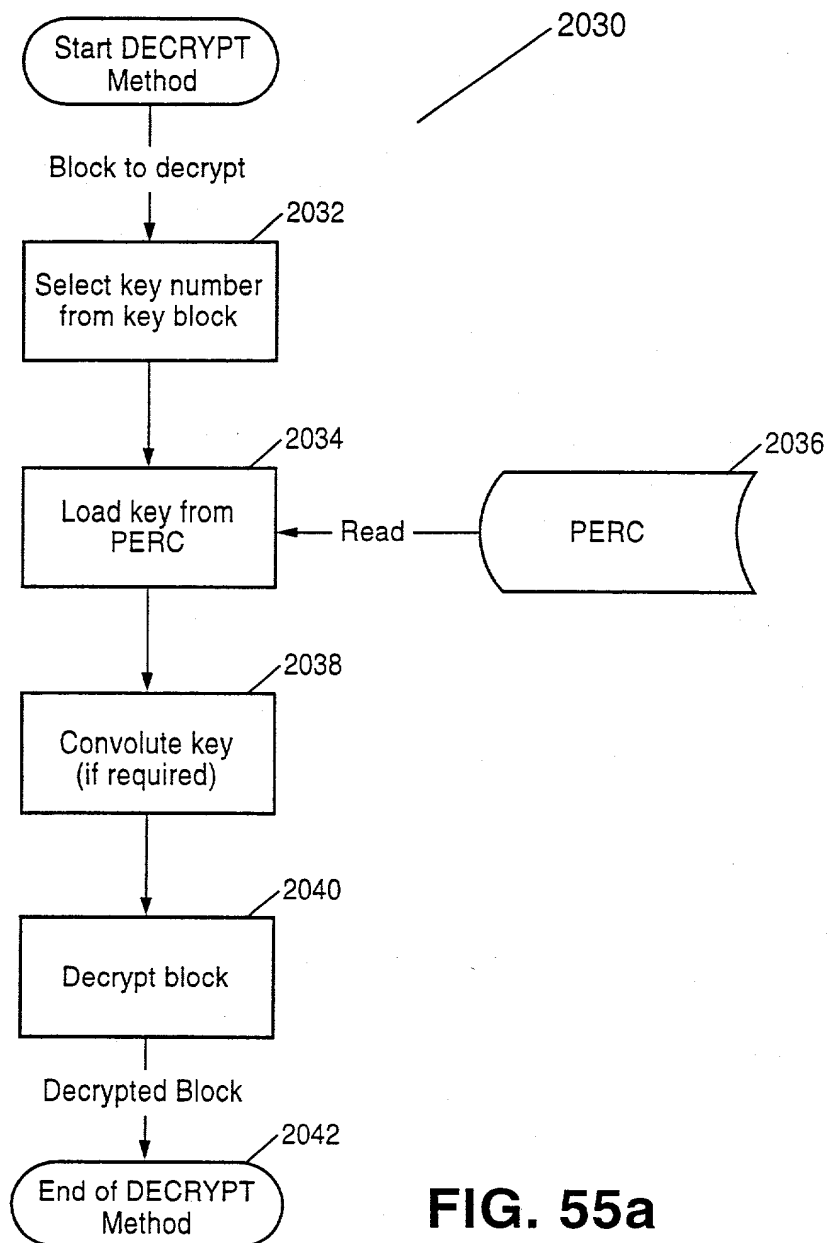 2030
Start DECRYPT
Method
Block to decrypt
2032
Select key number
from key block
2034
Load key from
PERC
Read
2036
PERC
2038
Convolute key
(if required)
2040
Decrypt block
Decrypted Block
2042
End of DECRYPT
Method
FIG. 55a